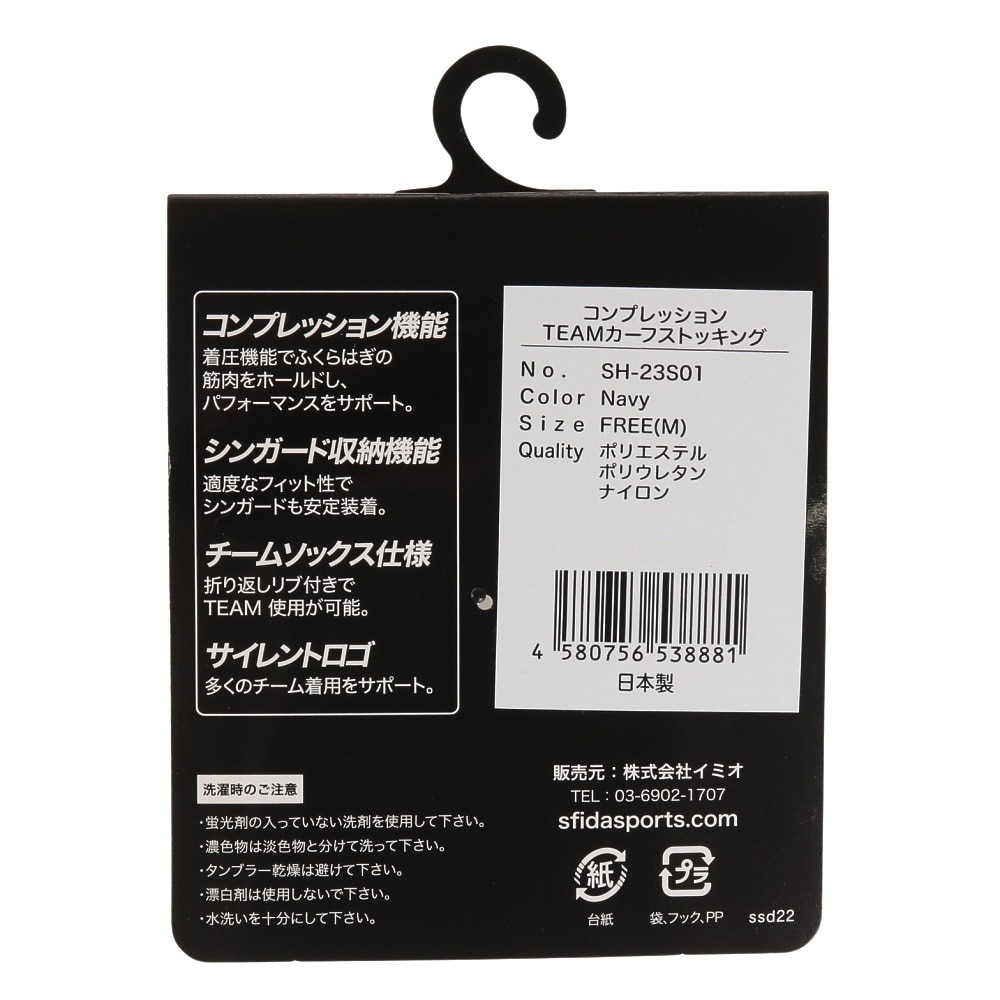 コンプレッション機能
着圧機能でふくらはぎの
筋肉をホールドし、
パフォーマンスをサポート。
シンガード収納機能
適度なフィット性で
シンガードも安定装着。
チームソックス仕様
折り返しリブ付きで
TEAM 使用が可能。
サイレントロゴ
多くのチーム着用をサポート。
コンプレッション
TEAMカーフストッキング
No. SH-23S01
Color Navy
Size FREE(M)
Quality ポリエステル
ポリウレタン
ナイロン
4 580756 538881
日本製
洗濯時のご注意
・蛍光剤の入っていない洗剤を使用して下さい。
・濃色物は淡色物と分けて洗って下さい。
・タンブラー乾燥は避けて下さい。
・漂白剤は使用しないで下さい。
・水洗いを十分にして下さい。
販売元：株式会社イミオ
TEL：03-6902-1707
sfidasports.com
紙
台紙
プラ
袋、フック、PP
ssd22